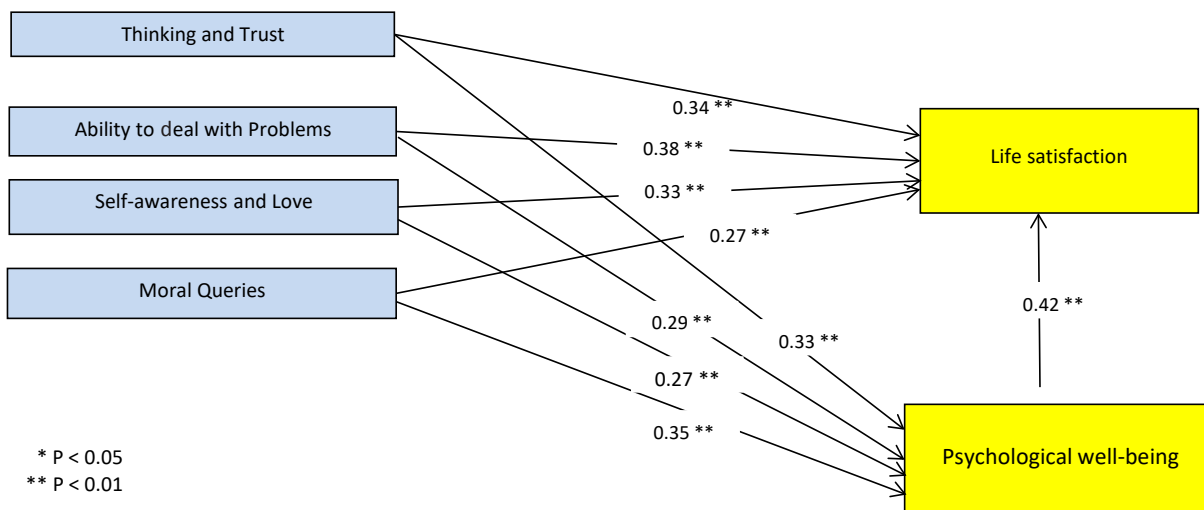 Thinking and Trust
0.34 **
Ability to deal with Problems
0.38 **
Life satisfaction
Self-awareness and Love
0.33 **
0.27 **
Moral Queries
0.42 **
0.29 **
0.33 **
0.27 **
0.35 **
Psychological well-being
* P < 0.05
** P < 0.01